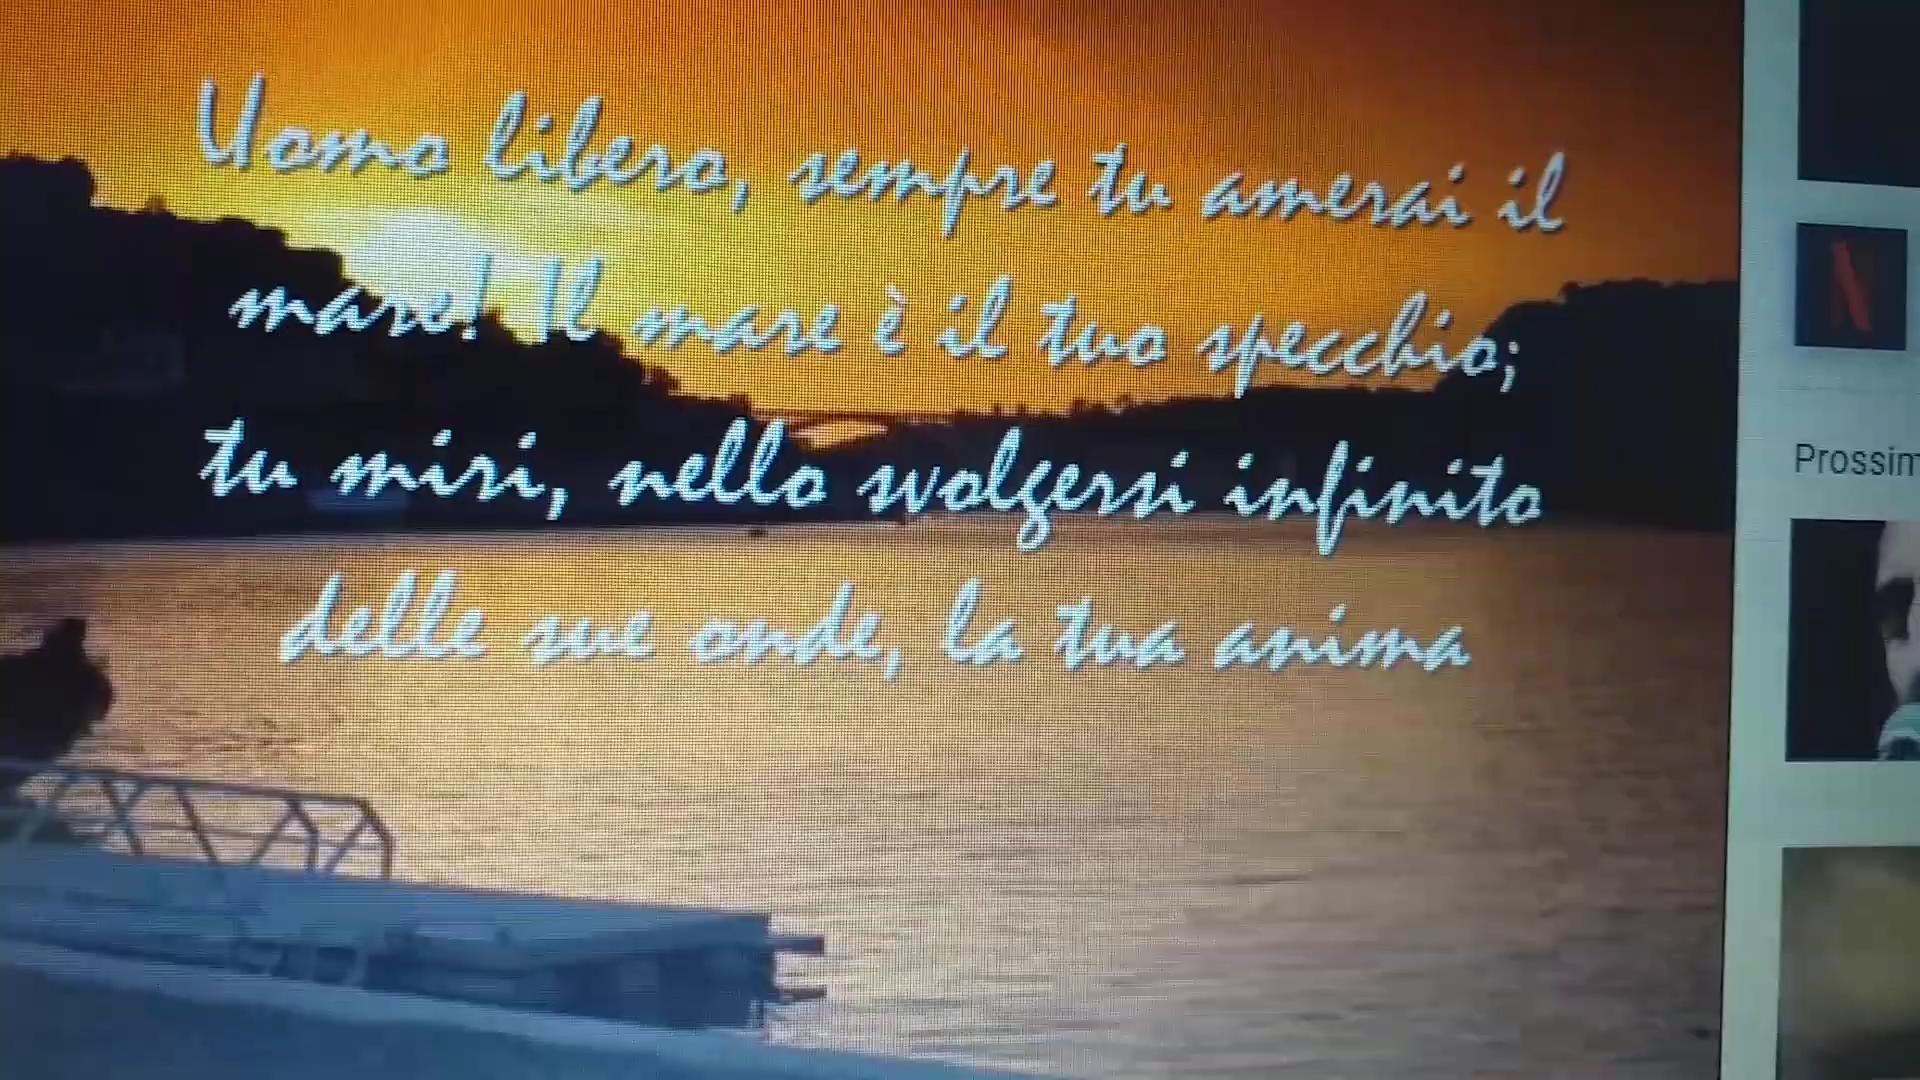 Uomo libero, sempre tu amerai il
mare! Il mare è il tuo specchio;
tu miri, nello svolgersi infinito
delle sue onde, la tua anima
Prossim